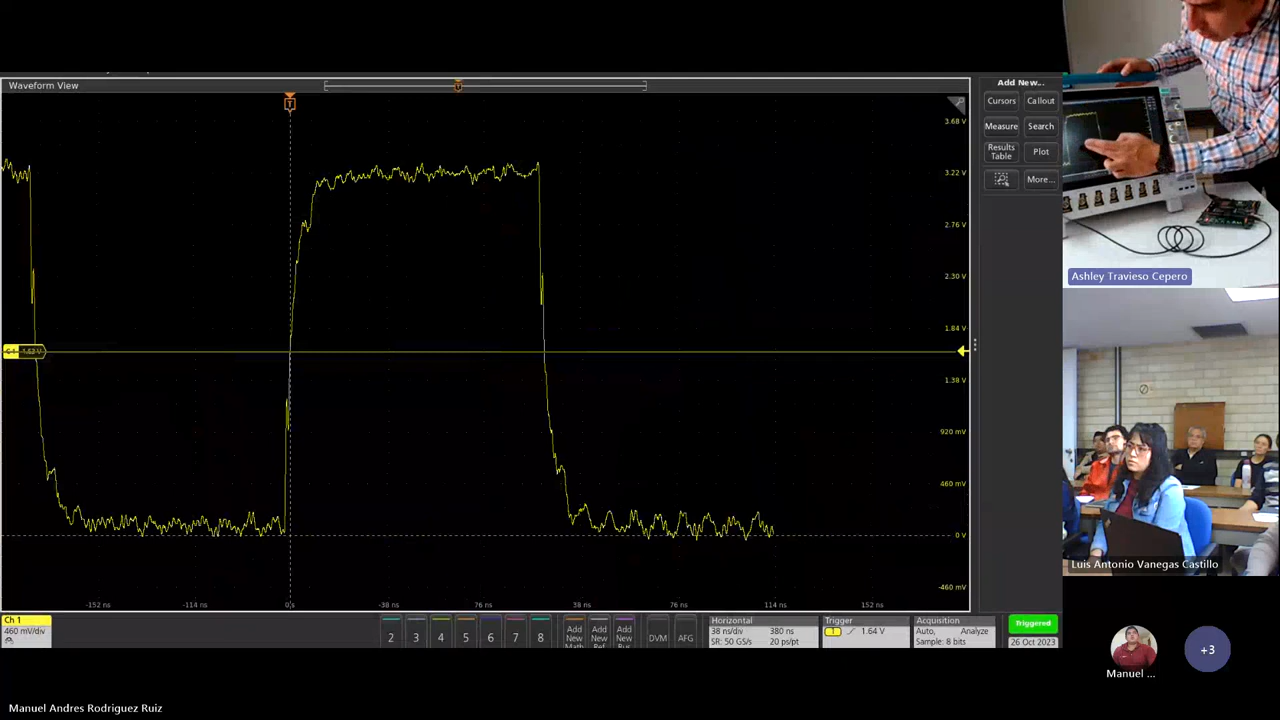 Waveform View
Add New...
Cursors
Callout
Measure
Search
Results
Table
Plot
More...
3.68 V
3.22 V
2.76 V
2.30 V
1.84 V
1.38 V
920 mV
460 mV
0 V
-460 mV
-152 ns
-114 ns
0 s
-38 ns
76 ns
38 ns
76 ns
114 ns
152 ns
Ch 1
460 mV/div
2
3
4
5
6
7
8
Add
New
Math
Add
New
Ref
Add
New
Bus
DVM
AFG
Horizontal
38 ns/div 380 ns
SR: 50 GS/s 20 ps/pt
Trigger
1 1.64 V
Acquisition
Auto, Analyze
Sample: 8 bits
Triggered
26 Oct 2023
Ashley Travieso Cepero
Luis Antonio Vanegas Castillo
Manuel ...
+3
Manuel Andres Rodriguez Ruiz